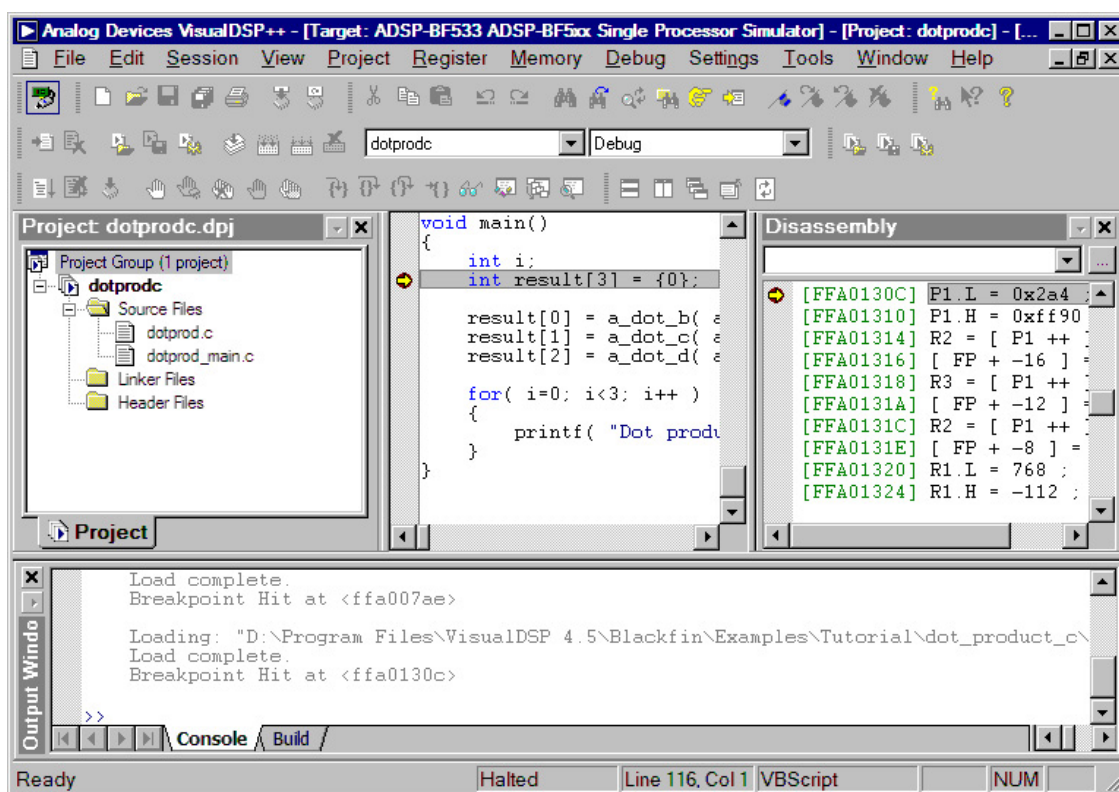 Analog Devices VisualDSP++ - [Target: ADSP-BF533 ADSP-BF5xx Single Processor Simulator] - [Project: dotprodc] - [...
File Edit Session View Project Register Memory Debug Settings Tools Window Help
dotprodc Debug
Project: dotprodc.dpj
Project Group (1 project)
dotprodc
Source Files
dotprod.c
dotprod_main.c
Linker Files
Header Files
Project
void main()
{
int i;
int result[3] = {0};
result[0] = a_dot_b( a
result[1] = a_dot_c( a
result[2] = a_dot_d( a
for( i=0; i<3; i++ )
{
printf( "Dot produ
}
}
Disassembly
...
[FFA0130C] P1.L = 0x2a4 ;
[FFA01310] P1.H = 0xff90
[FFA01314] R2 = [ P1 ++ ]
[FFA01316] [ FP + -16 ] =
[FFA01318] R3 = [ P1 ++ ]
[FFA0131A] [ FP + -12 ] =
[FFA0131C] R2 = [ P1 ++ ]
[FFA0131E] [ FP + -8 ] =
[FFA01320] R1.L = 768 ;
[FFA01324] R1.H = -112 ;
Output Windo
Load complete.
Breakpoint Hit at <ffa007ae>
Loading: "D:\Program Files\VisualDSP 4.5\Blackfin\Examples\Tutorial\dot_product_c\
Load complete.
Breakpoint Hit at <ffa0130c>
>>
Console Build
Ready Halted Line 116, Col 1 VBScript NUM